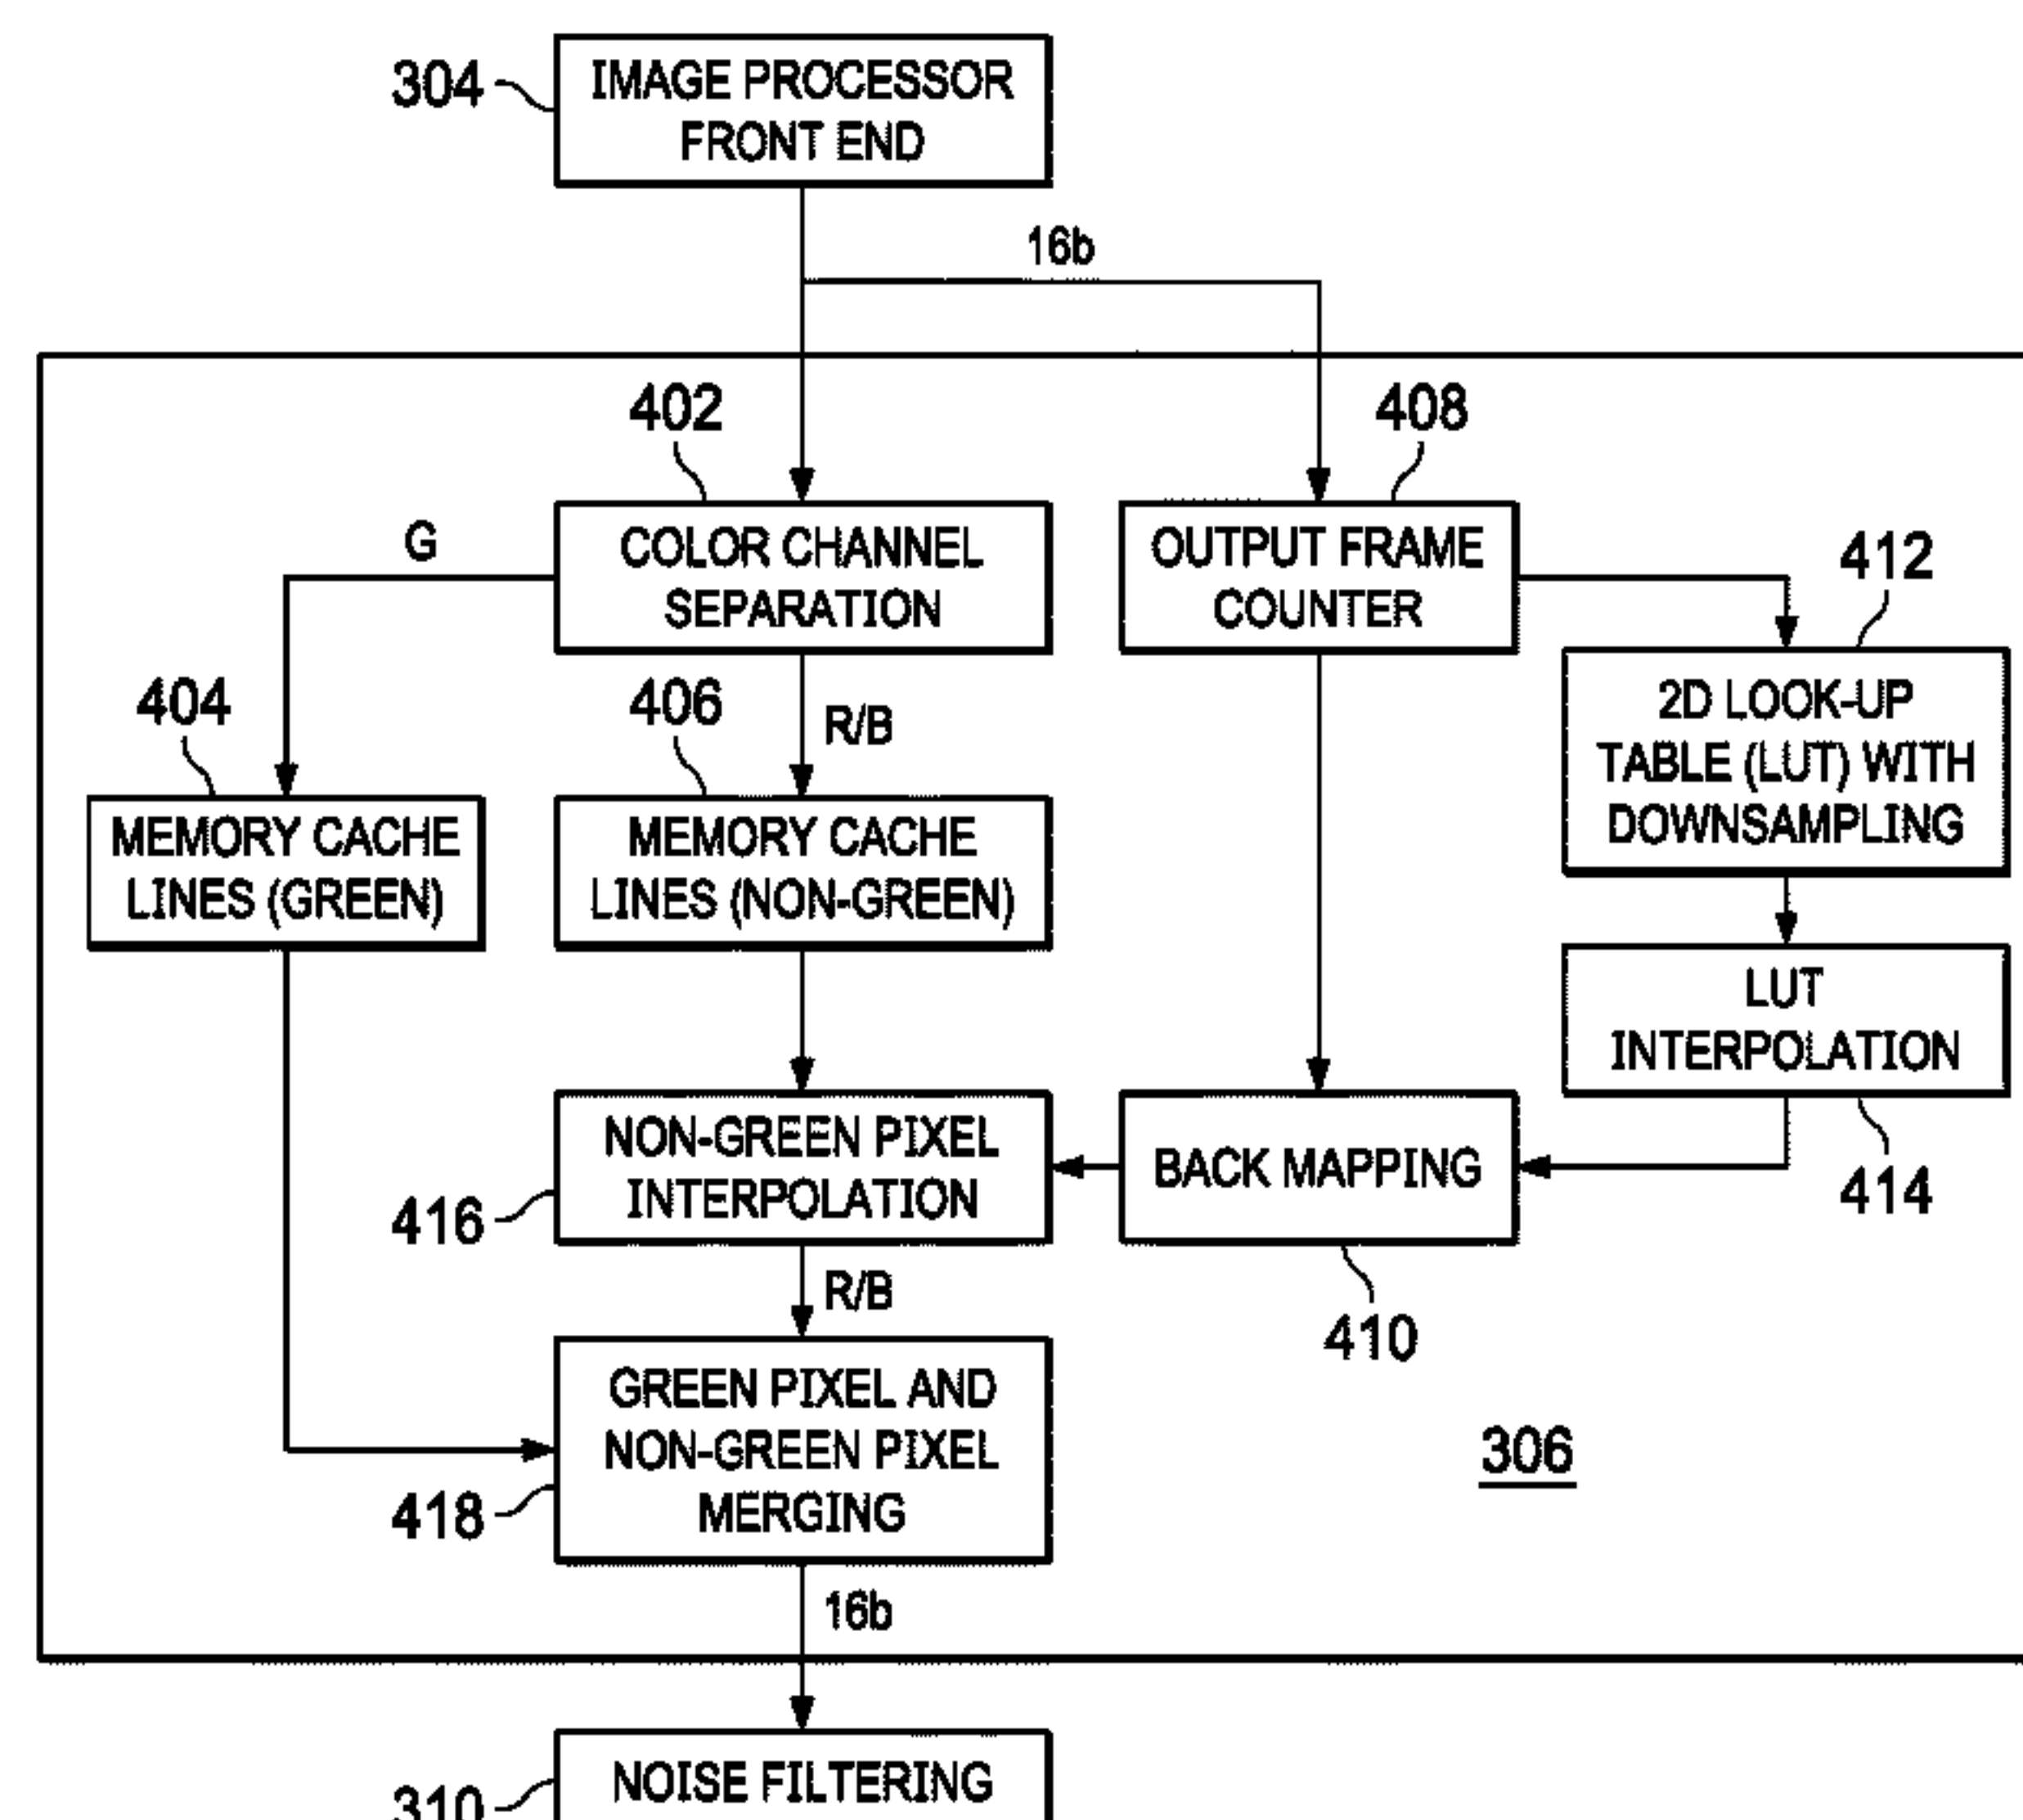 304
IMAGE PROCESSOR
FRONT END
16b
402
408
G
COLOR CHANNEL
SEPARATION
OUTPUT FRAME
COUNTER
412
404
406
R/B
2D LOOK-UP
TABLE (LUT) WITH
DOWNSAMPLING
MEMORY CACHE
LINES (GREEN)
MEMORY CACHE
LINES (NON-GREEN)
LUT
INTERPOLATION
NON-GREEN PIXEL
INTERPOLATION
BACK MAPPING
414
416
R/B
410
GREEN PIXEL AND
NON-GREEN PIXEL
MERGING
306
418
16b
NOISE FILTERING
310